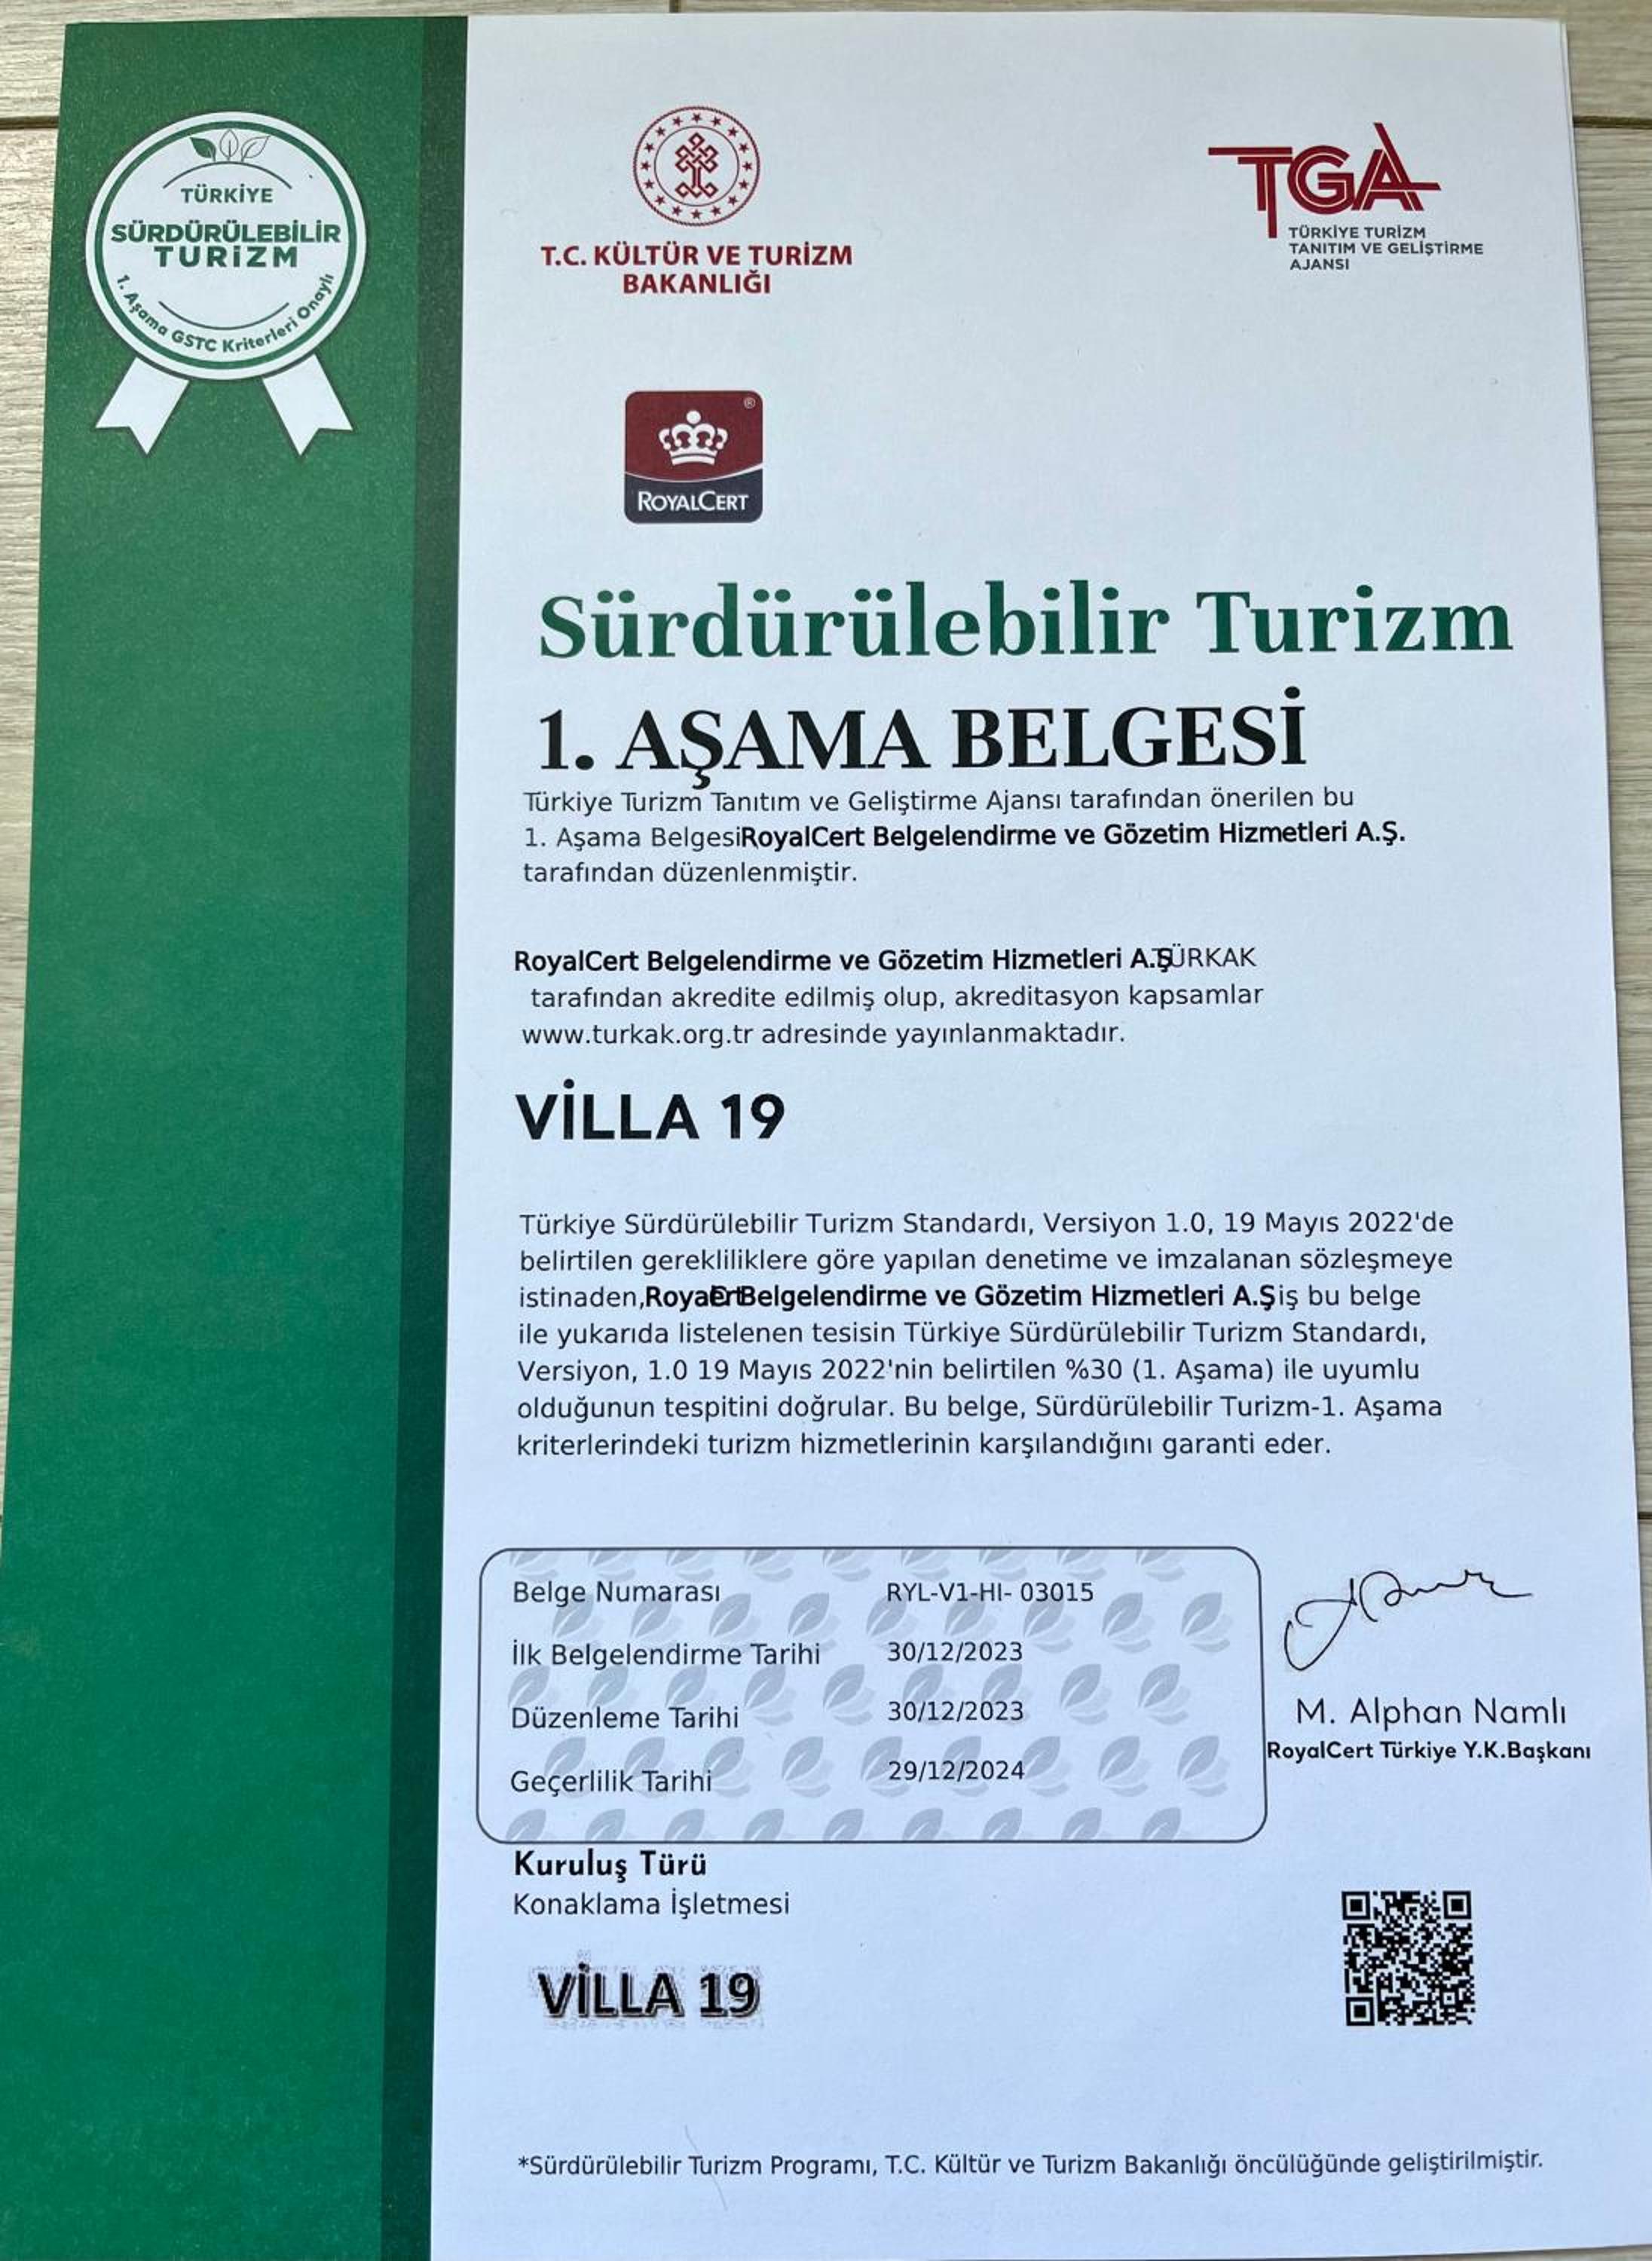 TÜRKİYE
SÜRDÜRÜLEBİLİR
TURİZM
1. Aşama GSTC Kriterleri Onaylı
T.C. KÜLTÜR VE TURİZM
BAKANLIĞI
TGA
TÜRKİYE TURİZM
TANITIM VE GELİŞTİRME
AJANSI
ROYALCERT®
Sürdürülebilir Turizm
1. AŞAMA BELGESİ
Türkiye Turizm Tanıtım ve Geliştirme Ajansı tarafından önerilen bu
1. Aşama BelgesiRoyalCert Belgelendirme ve Gözetim Hizmetleri A.Ş.
tarafından düzenlenmiştir.
RoyalCert Belgelendirme ve Gözetim Hizmetleri A.Ş TÜRKAK
tarafından akredite edilmiş olup, akreditasyon kapsamlar
www.turkak.org.tr adresinde yayınlanmaktadır.
VİLLA 19
Türkiye Sürdürülebilir Turizm Standardı, Versiyon 1.0, 19 Mayıs 2022'de
belirtilen gerekliliklere göre yapılan denetime ve imzalanan sözleşmeye
istinaden,RoyalCert Belgelendirme ve Gözetim Hizmetleri A.Şiş bu belge
ile yukarıda listelenen tesisin Türkiye Sürdürülebilir Turizm Standardı,
Versiyon, 1.0 19 Mayıs 2022'nin belirtilen %30 (1. Aşama) ile uyumlu
olduğunun tespitini doğrular. Bu belge, Sürdürülebilir Turizm-1. Aşama
kriterlerindeki turizm hizmetlerinin karşılandığını garanti eder.
Belge Numarası RYL-V1-HI- 03015
İlk Belgelendirme Tarihi 30/12/2023
Düzenleme Tarihi 30/12/2023
Geçerlilik Tarihi 29/12/2024
M. Alphan Namlı
RoyalCert Türkiye Y.K.Başkanı
Kuruluş Türü
Konaklama İşletmesi
VİLLA 19
*Sürdürülebilir Turizm Programı, T.C. Kültür ve Turizm Bakanlığı öncülüğünde geliştirilmiştir.